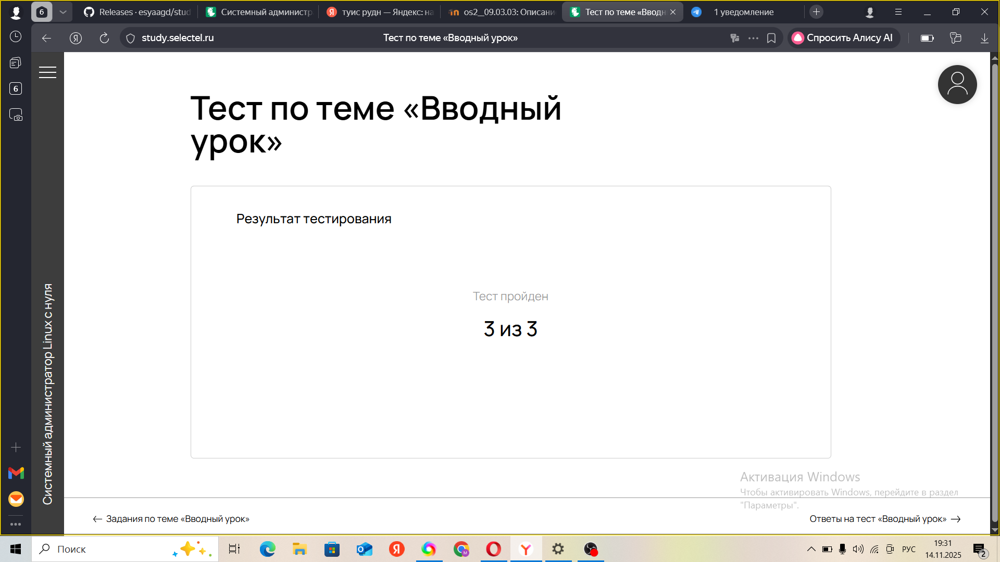 6
Releases · esyaagd/stud
Системный администр
туис рудн — Яндекс: на
os2__09.03.03: Описани
Тест по теме «Вводн
1 уведомление
study.selectel.ru
Тест по теме «Вводный урок»
Спросить Алису AI
6
Тест по теме «Вводный
урок»
Результат тестирования
Тест пройден
3 из 3
Системный администратор Linux с нуля
Активация Windows
Чтобы активировать Windows, перейдите в раздел
"Параметры".
← Задания по теме «Вводный урок»
Ответы на тест «Вводный урок» →
Поиск
РУС
19:31
14.11.2025
2